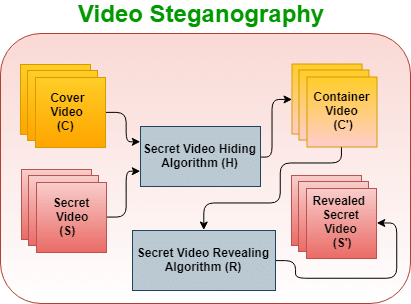 Video Steganography
Cover
Video
(C)
Secret Video Hiding
Algorithm (H)
Container
Video
(C')
Secret
Video
(S)
Secret Video Revealing
Algorithm (R)
Revealed
Secret
Video
(S')